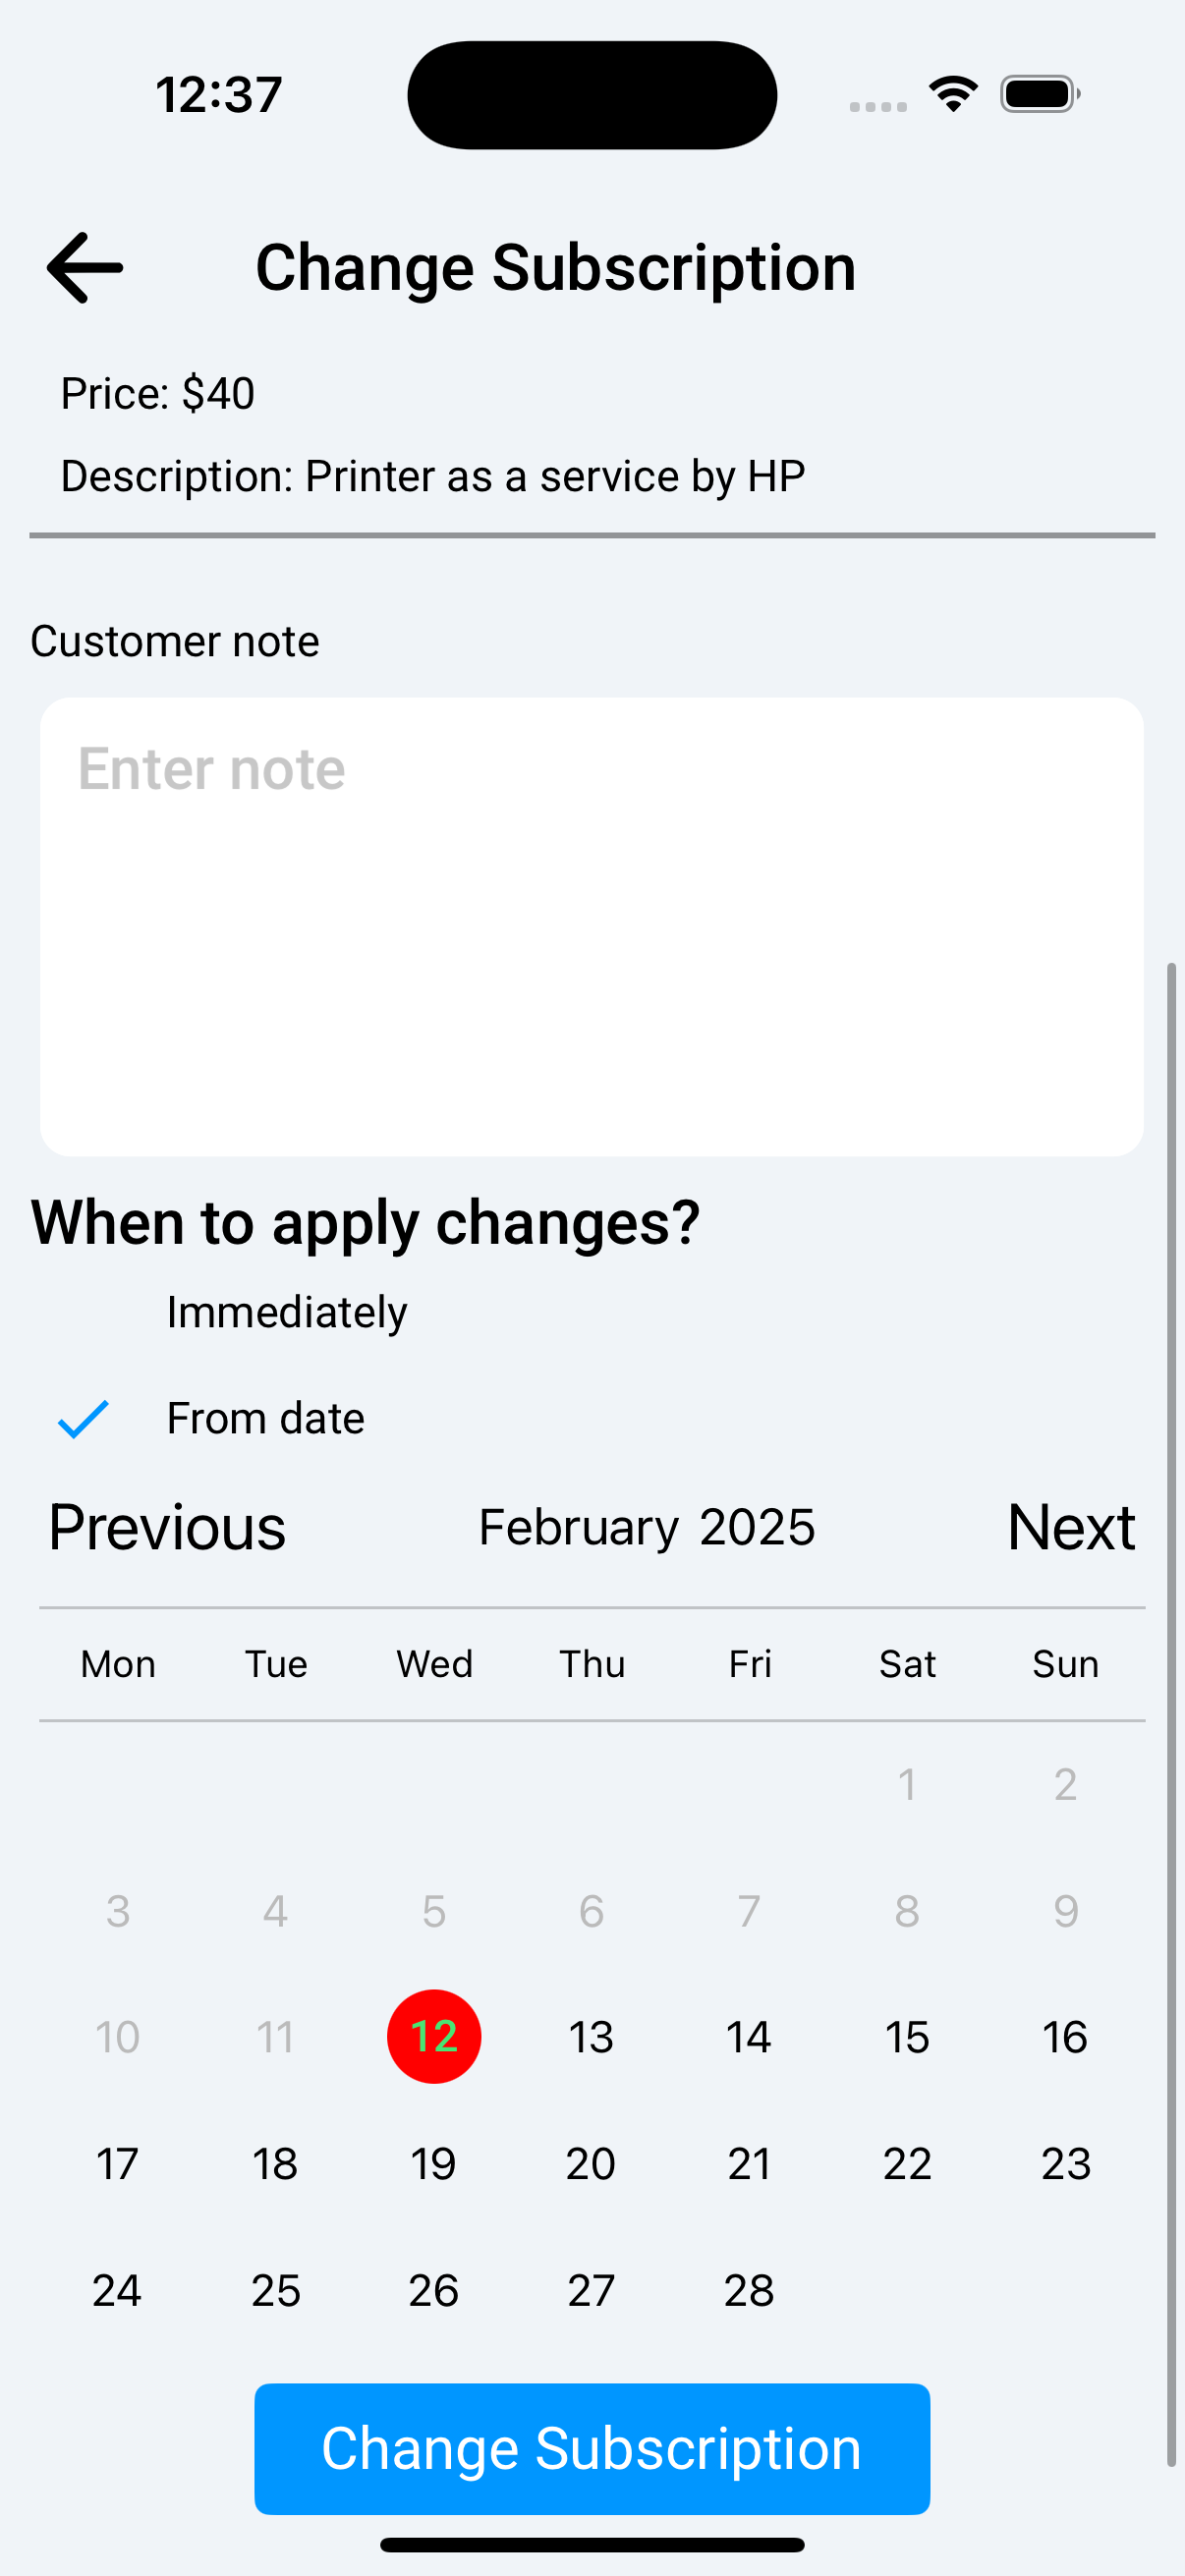 12:37
Change Subscription
Price: $40
Description: Printer as a service by HP
Customer note
Enter note
When to apply changes?
Immediately
From date
Previous February 2025 Next
Mon Tue Wed Thu Fri Sat Sun
1 2
3 4 5 6 7 8 9
10 11 12 13 14 15 16
17 18 19 20 21 22 23
24 25 26 27 28
Change Subscription